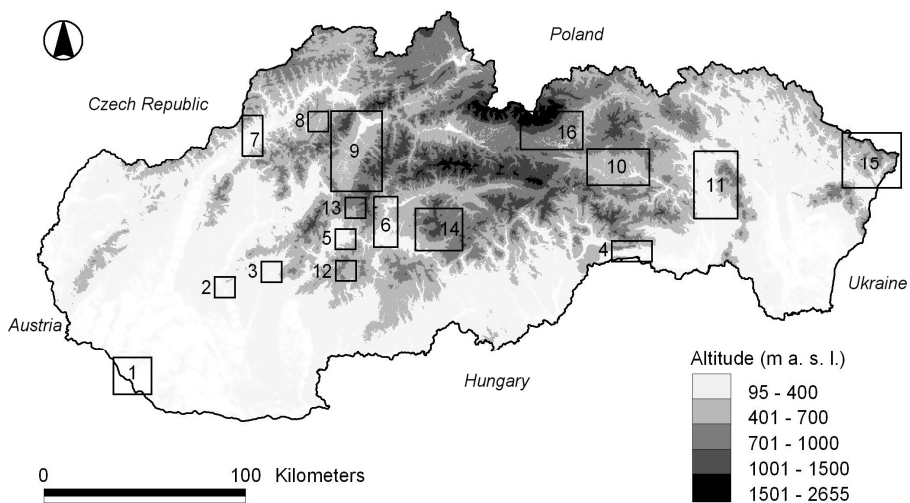 Poland
Czech Republic
8
7
9
16
10
11
15
13
6
5
14
4
3
12
2
Ukraine
Austria
1
Hungary
Altitude (m a. s. l.)
95 - 400
401 - 700
701 - 1000
1001 - 1500
1501 - 2655
0 100 Kilometers